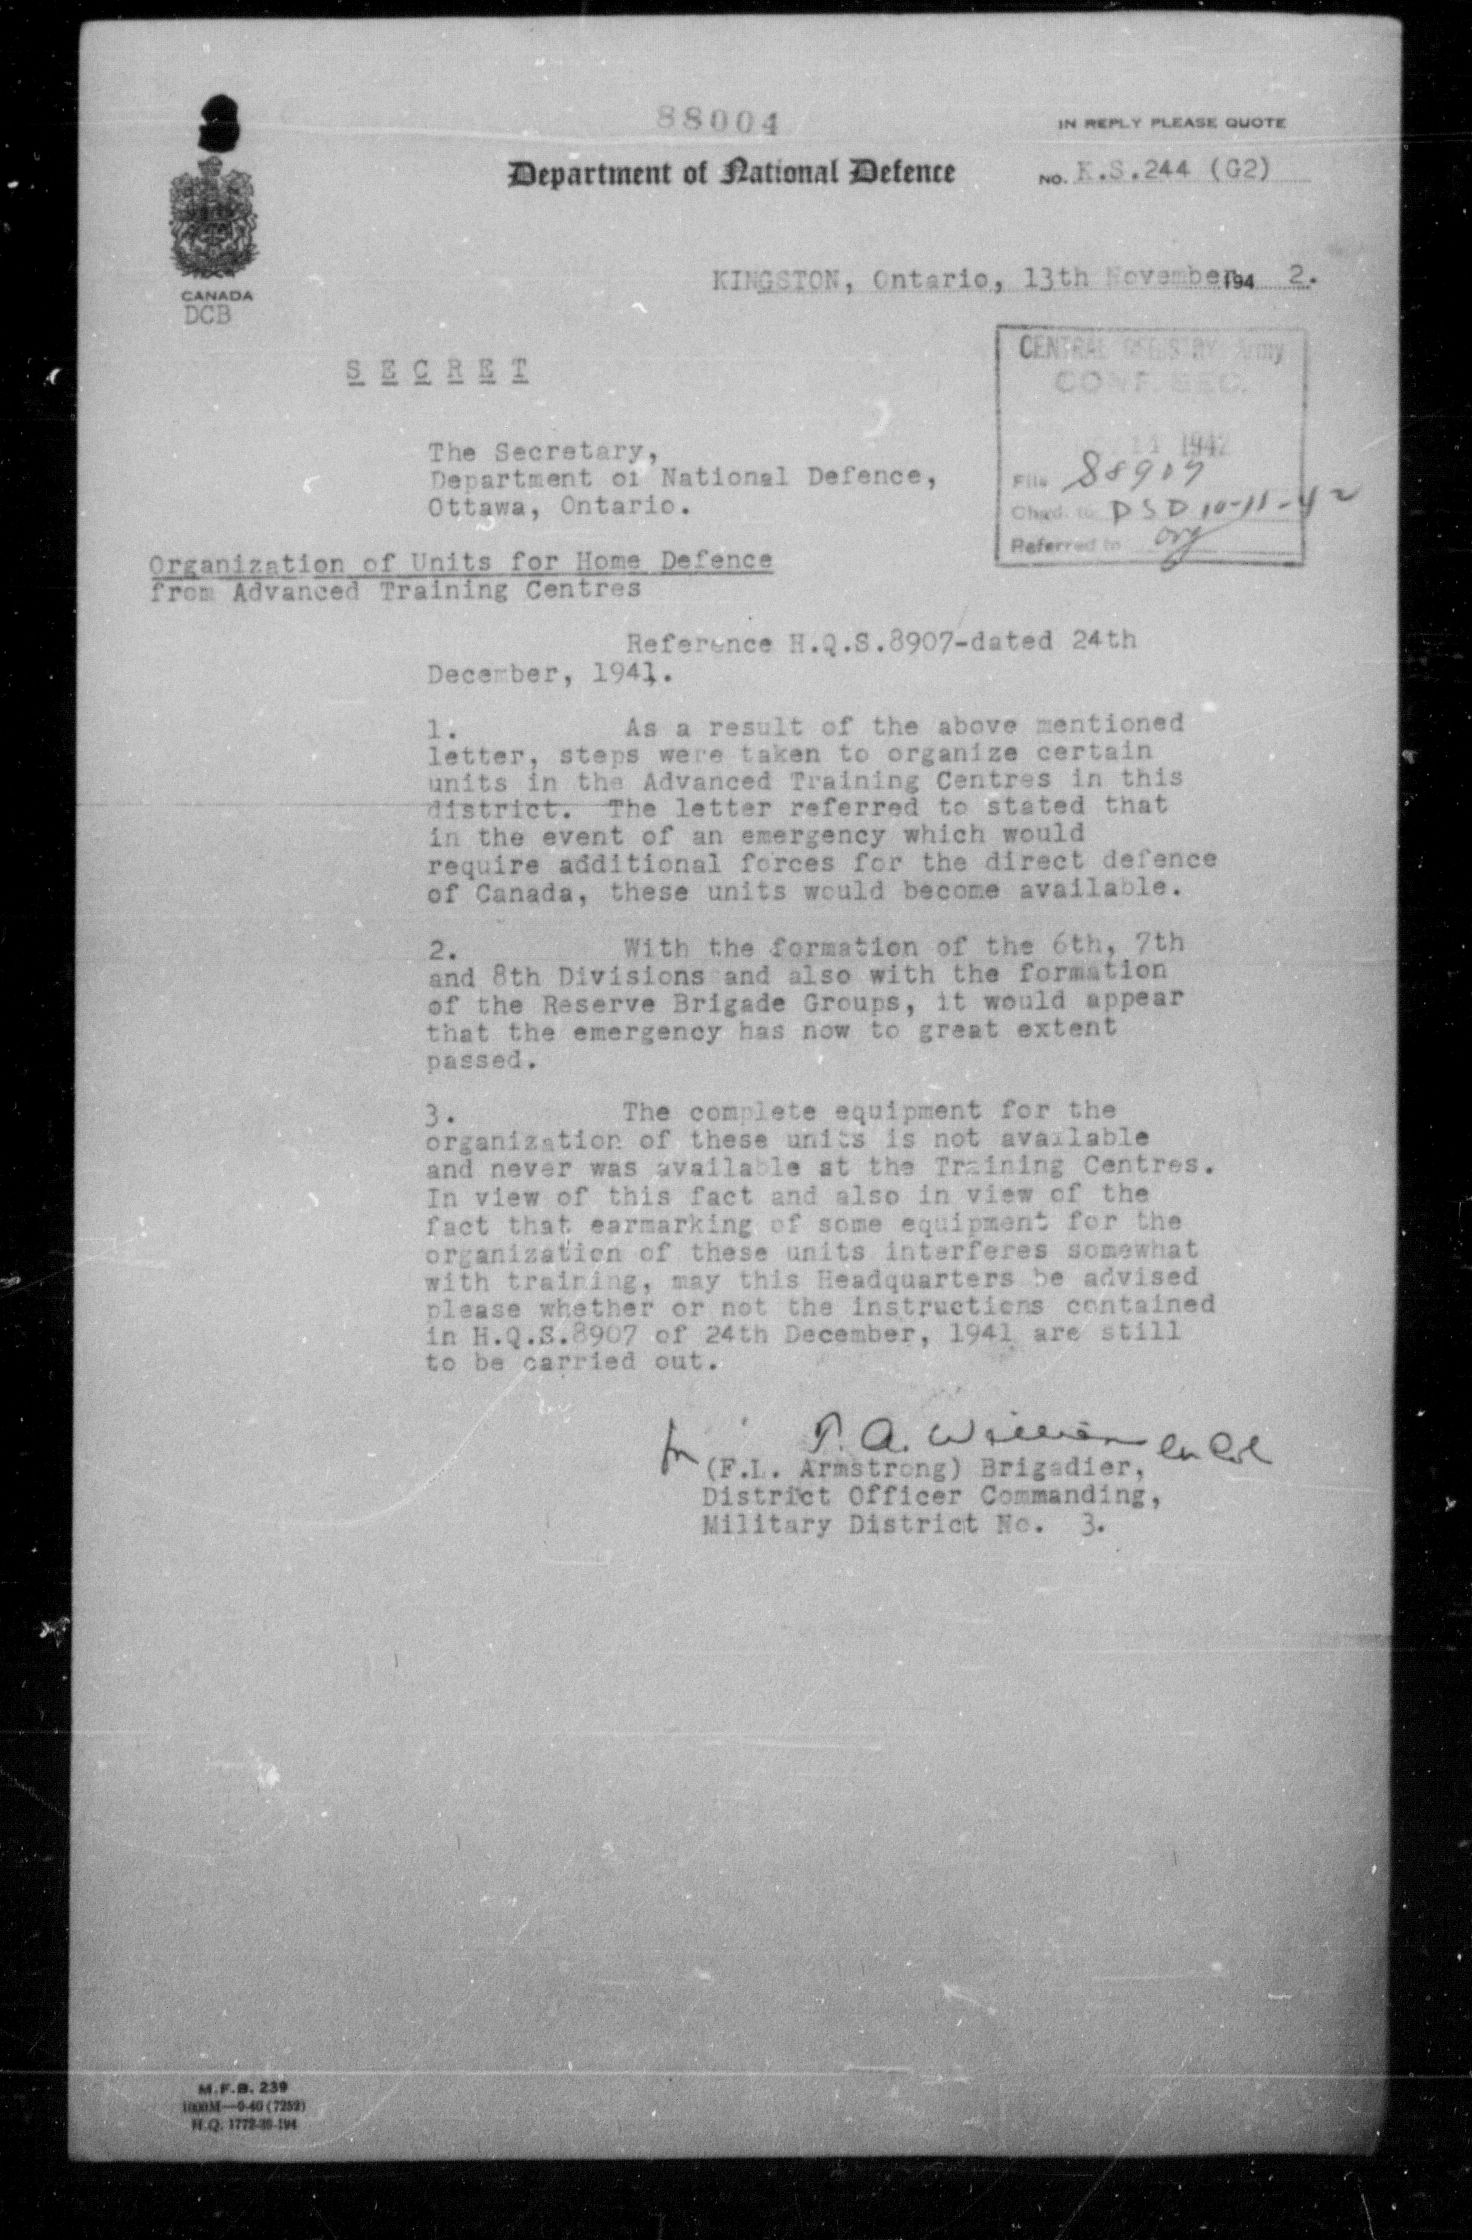 88004
IN REPLY PLEASE QUOTE
Department of National Defence
NO. K.S.244 (G2)
CANADA
DCB
KINGSTON, Ontario, 13th November 194 2.
CENTRAL REGISTRY Army
CONF SEC.
1942
File 88907
Chgd. to DSD 10-11-42
Referred to Org
S E C R E T
The Secretary,
Department of National Defence,
Ottawa, Ontario.
Organization of Units for Home Defence
from Advanced Training Centres
Reference H.Q.S.8907-dated 24th
December, 1941.
1. As a result of the above mentioned
letter, steps were taken to organize certain
units in the Advanced Training Centres in this
district. The letter referred to stated that
in the event of an emergency which would
require additional forces for the direct defence
of Canada, these units would become available.
2. With the formation of the 6th, 7th
and 8th Divisions and also with the formation
of the Reserve Brigade Groups, it would appear
that the emergency has now to great extent
passed.
3. The complete equipment for the
organization of these units is not available
and never was available at the Training Centres.
In view of this fact and also in view of the
fact that earmarking of some equipment for the
organization of these units interferes somewhat
with training, may this Headquarters be advised
please whether or not the instructions contained
in H.Q.S.8907 of 24th December, 1941 are still
to be carried out.
for
(F.L. Armstrong) Brigadier,
District Officer Commanding,
Military District No. 3.
M.F.B. 239
1000M—9-40 (7252)
H.Q. 1772-39-194